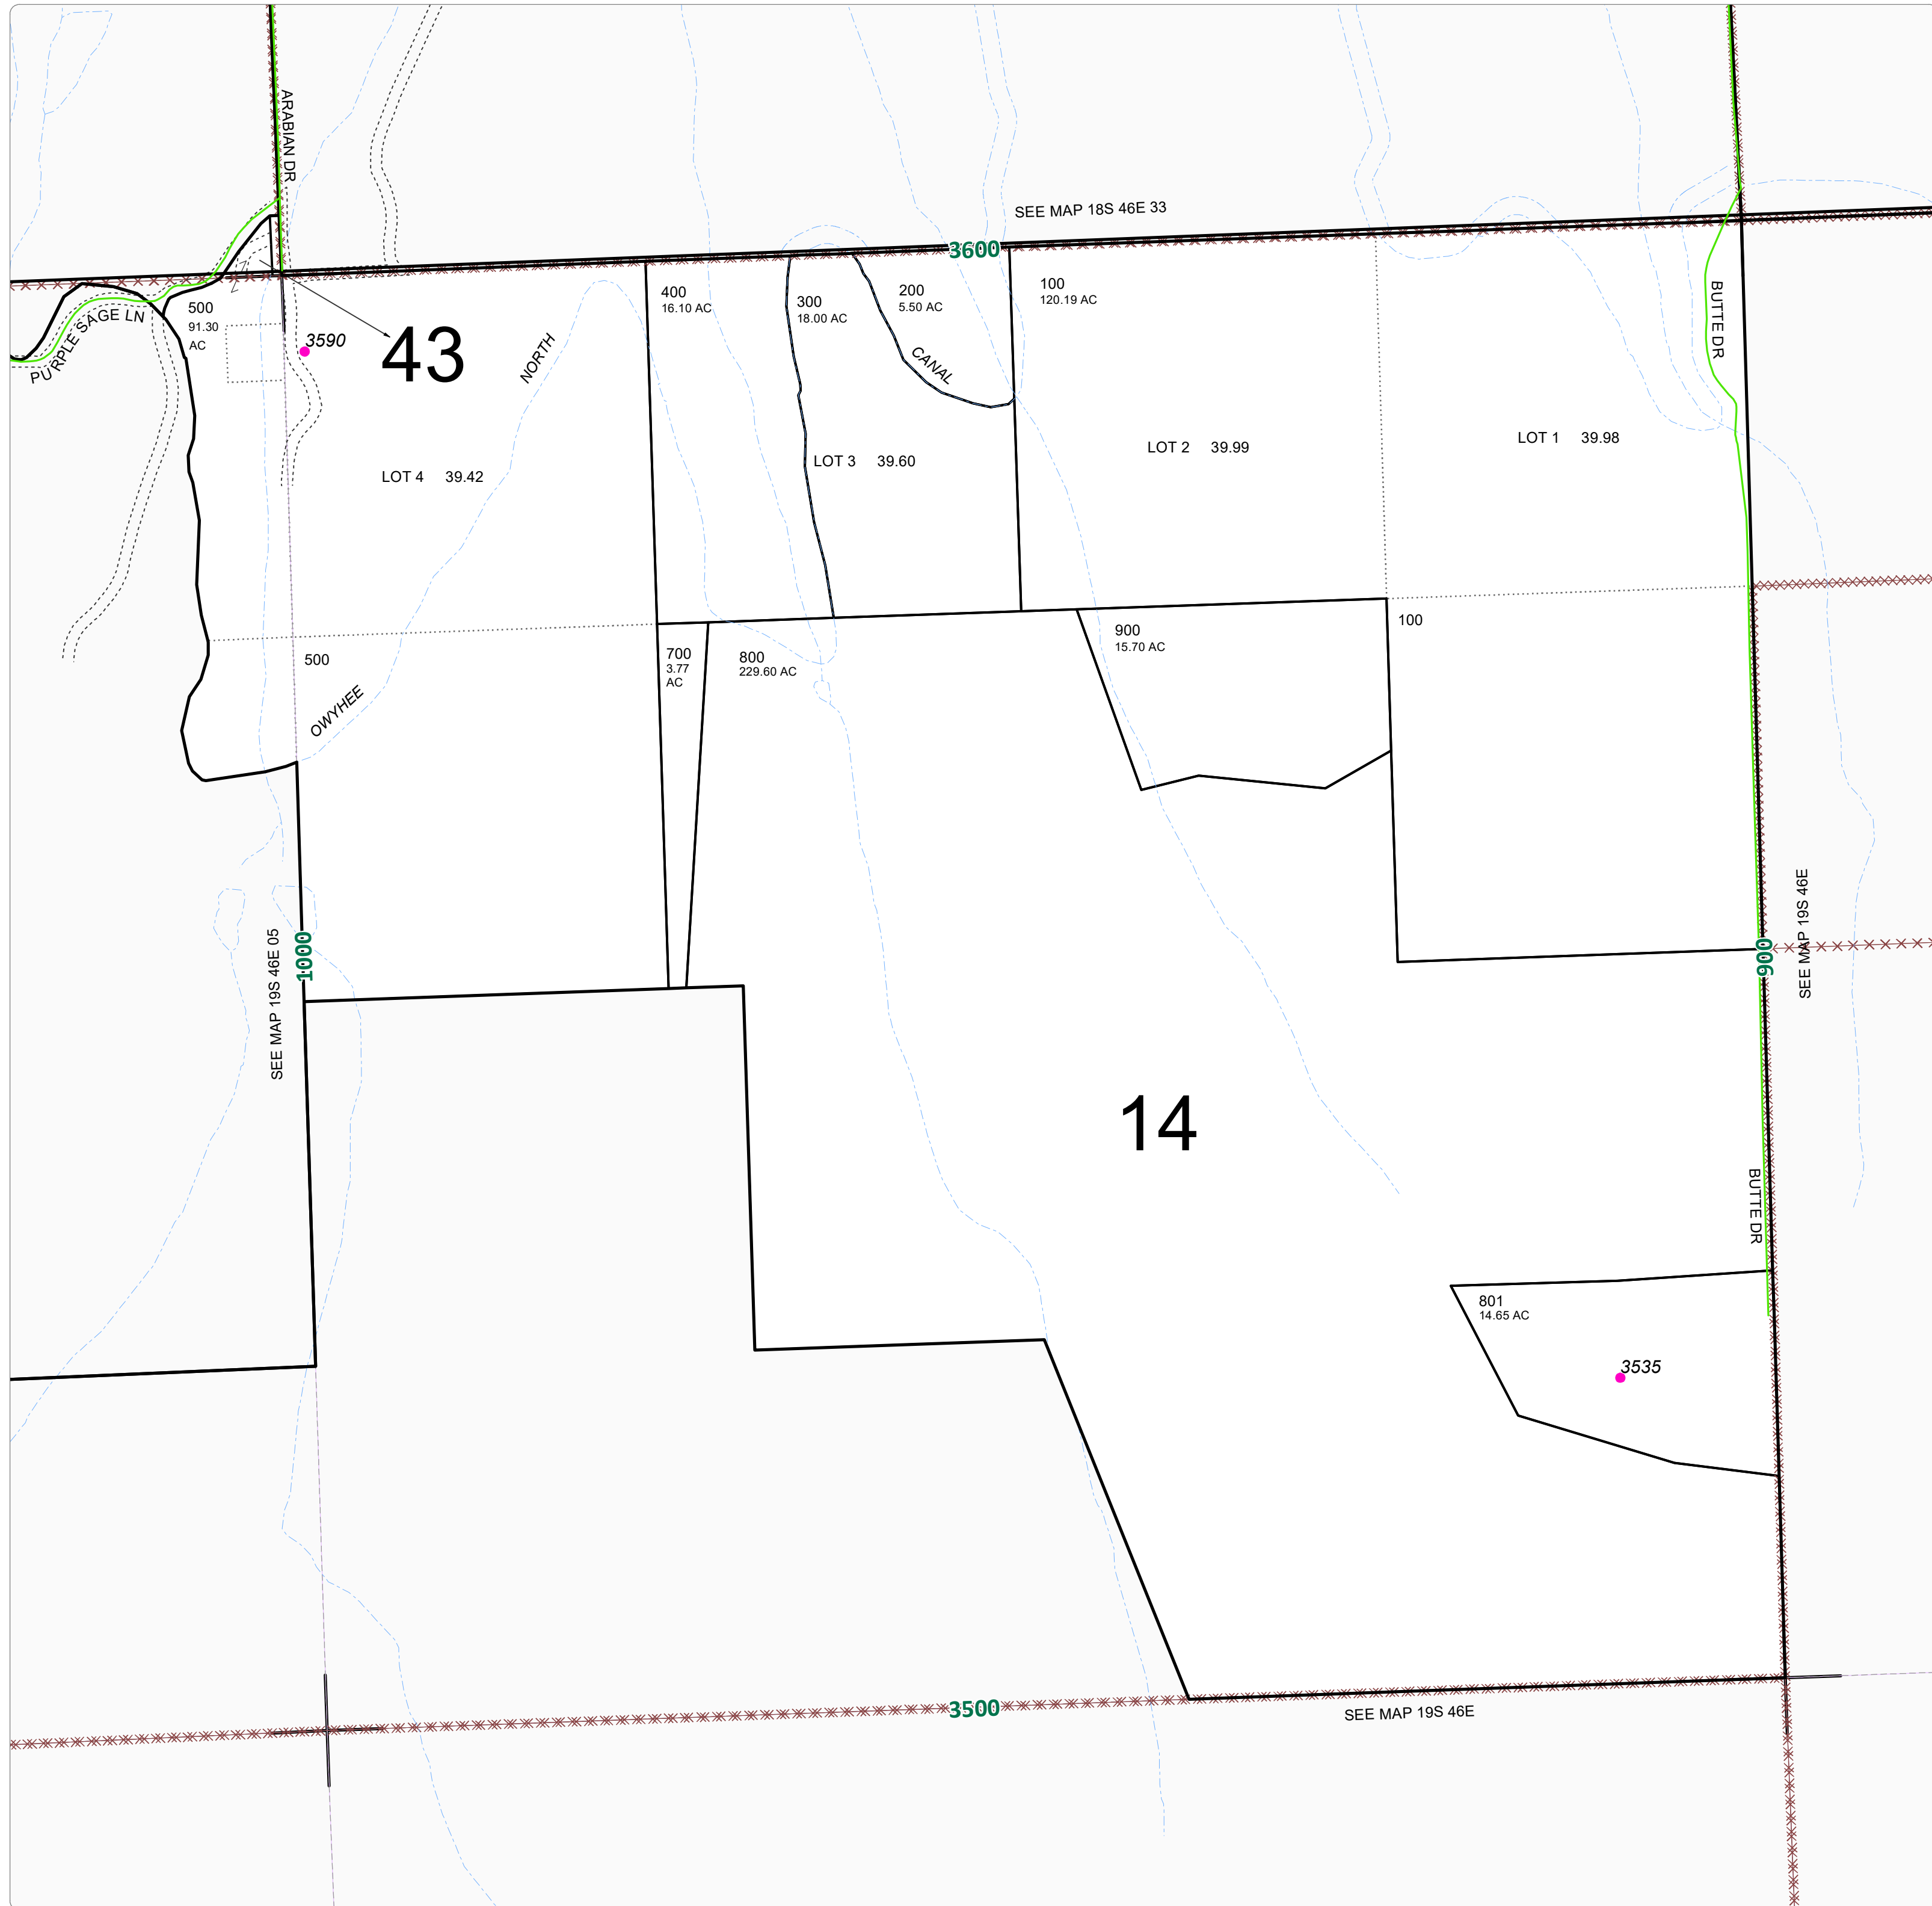 ARABIAN DR
SEE MAP 18S 46E 33
3600
PURPLE SAGE LN
500
91.30
AC
3590
43
NORTH
400
16.10 AC
300
18.00 AC
200
5.50 AC
CANAL
100
120.19 AC
BUTTE DR
LOT 4 39.42
LOT 3 39.60
LOT 2 39.99
LOT 1 39.98
500
OWYHEE
700
3.77
AC
800
229.60 AC
900
15.70 AC
100
SEE MAP 19S 46E 05
1000
900
SEE MAP 19S 46E
14
BUTTE DR
801
14.65 AC
3535
3500
SEE MAP 19S 46E